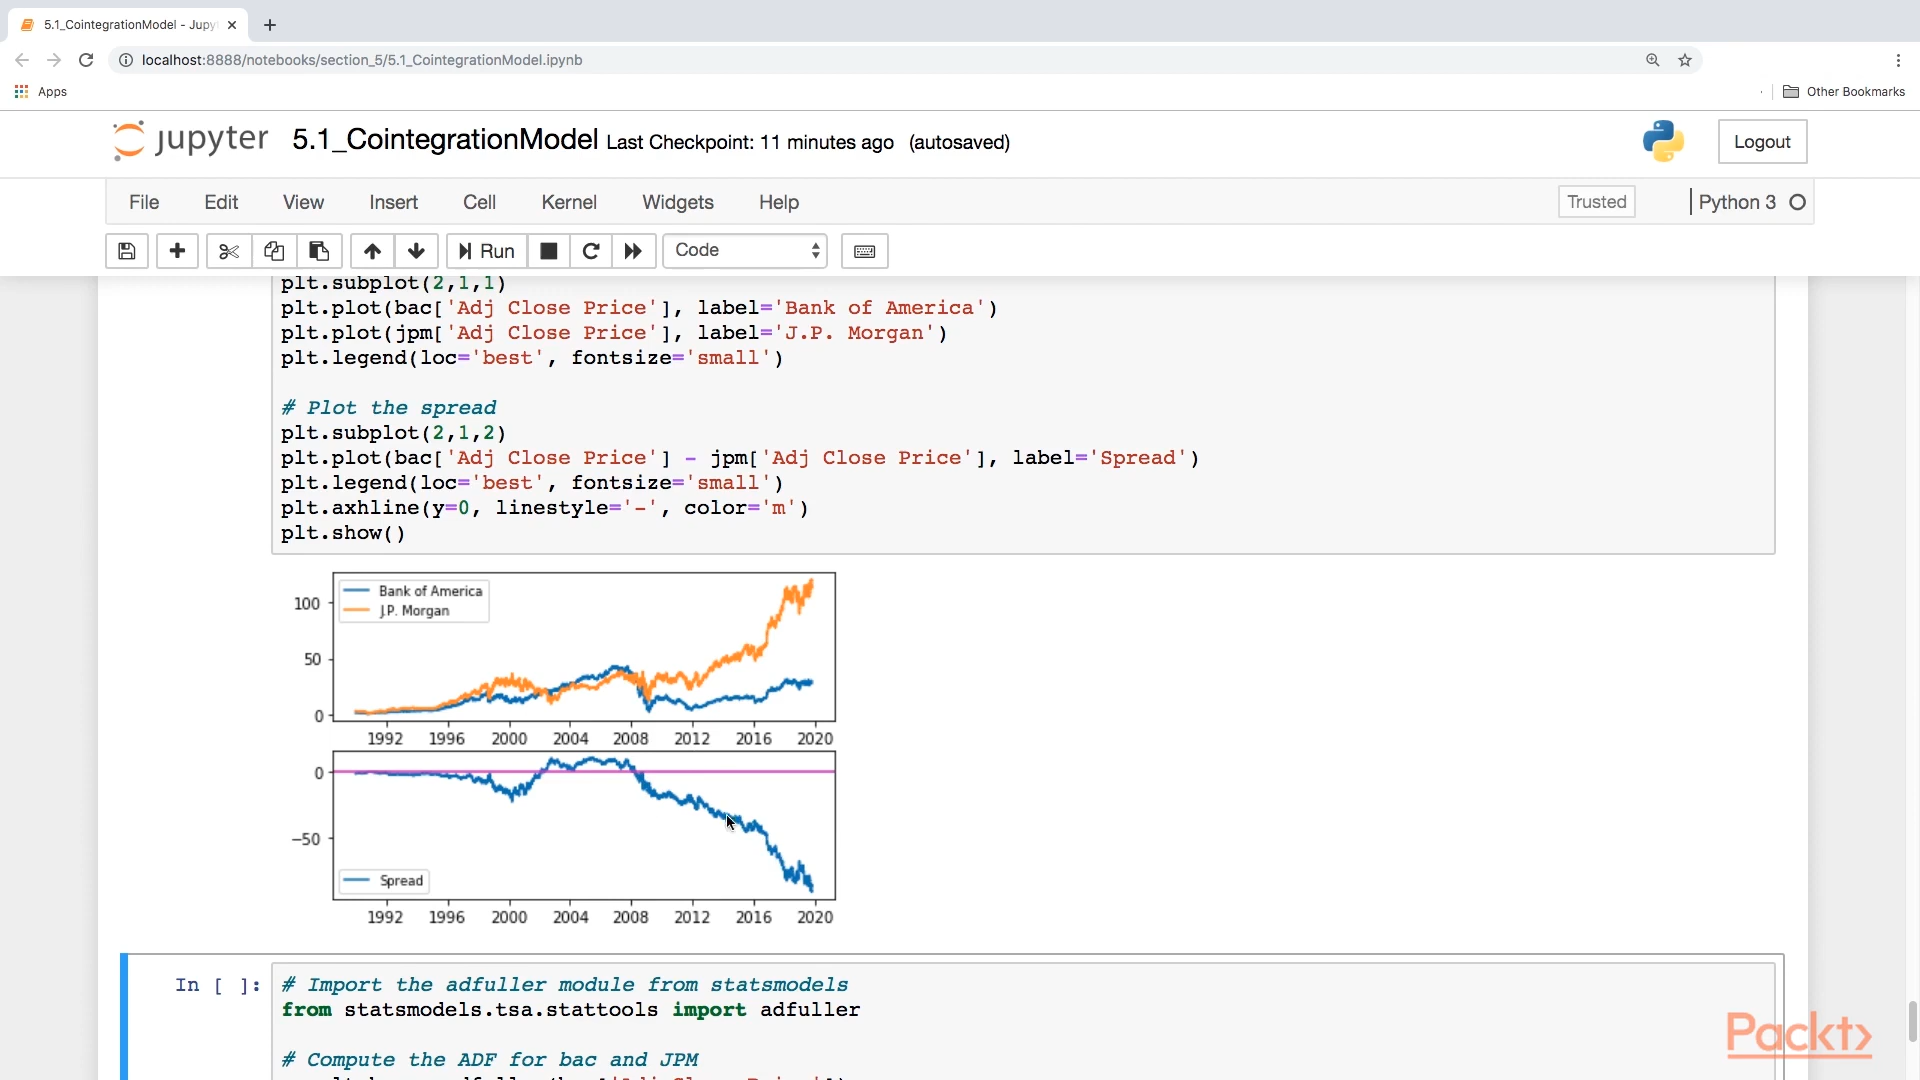 5.1_CointegrationModel - Jupy
localhost:8888/notebooks/section_5/5.1_CointegrationModel.ipynb
Apps
Other Bookmarks
jupyter 5.1_CointegrationModel Last Checkpoint: 11 minutes ago (autosaved)
Logout
File Edit View Insert Cell Kernel Widgets Help
Trusted
Python 3
Run
Code
plt.subplot(2,1,1)
plt.plot(bac['Adj Close Price'], label='Bank of America')
plt.plot(jpm['Adj Close Price'], label='J.P. Morgan')
plt.legend(loc='best', fontsize='small')
# Plot the spread
plt.subplot(2,1,2)
plt.plot(bac['Adj Close Price'] - jpm['Adj Close Price'], label='Spread')
plt.legend(loc='best', fontsize='small')
plt.axhline(y=0, linestyle='-', color='m')
plt.show()
Bank of America
J.P. Morgan
100
50
0
1992 1996 2000 2004 2008 2012 2016 2020
0
−50
Spread
1992 1996 2000 2004 2008 2012 2016 2020
In [ ]:
# Import the adfuller module from statsmodels
from statsmodels.tsa.stattools import adfuller
# Compute the ADF for bac and JPM
Packt>